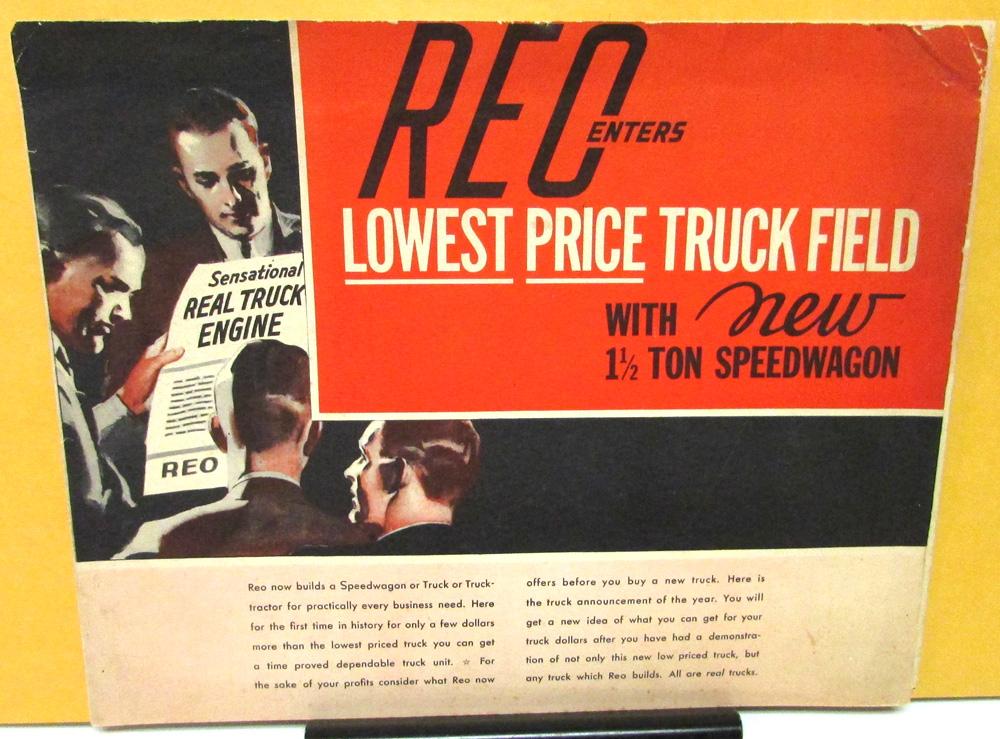 REO
ENTERS
LOWEST PRICE TRUCK FIELD
WITH new
1½ TON SPEEDWAGON
Sensational
REAL TRUCK
ENGINE
REO
Reo now builds a Speedwagon or Truck or Truck-
tractor for practically every business need. Here
for the first time in history for only a few dollars
more than the lowest priced truck you can get
a time proved dependable truck unit. ☆ For
the sake of your profits consider what Reo now
offers before you buy a new truck. Here is
the truck announcement of the year. You will
get a new idea of what you can get for your
truck dollars after you have had a demonstra-
tion of not only this new low priced truck, but
any truck which Reo builds. All are real trucks.